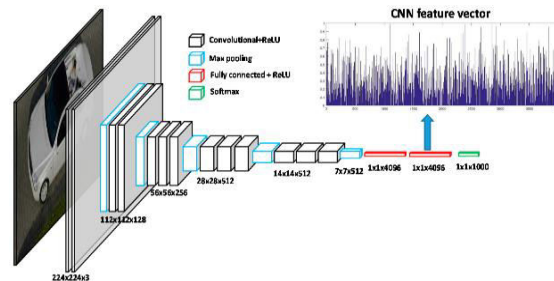 CNN feature vector
Convolutional+ReLU
Max pooling
Fully connected + ReLU
Softmax
224x224x3
112x112x128
56x56x256
28x28x512
14x14x512
7x7x512
1x1x4096
1x1x4096
1x1x1000